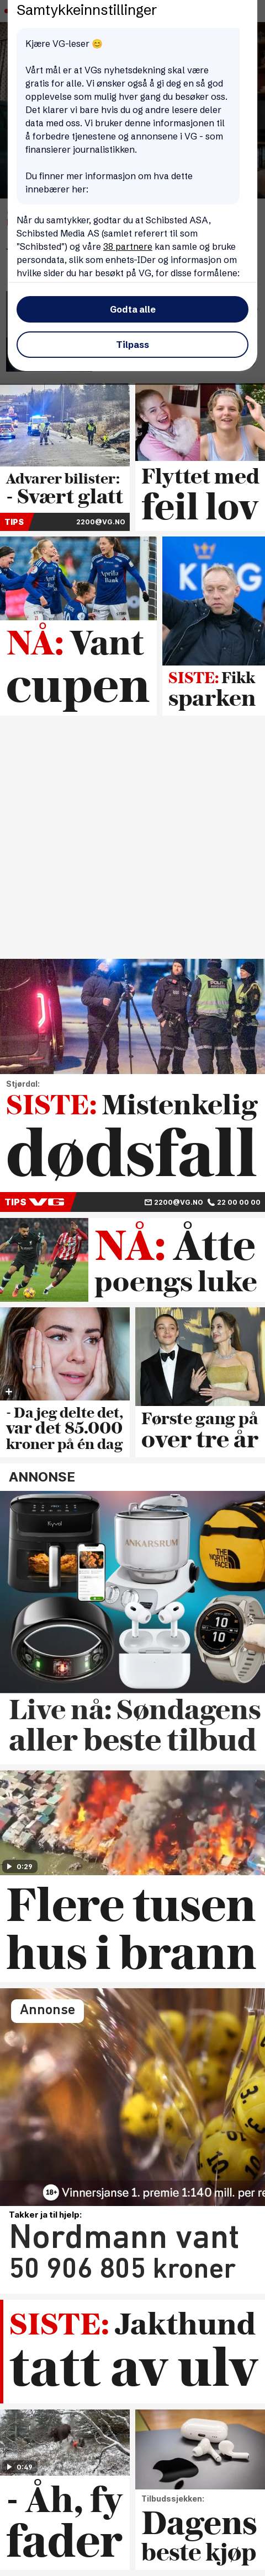 Samtykkeinnstillinger
Kjære VG-leser 😊
Vårt mål er at VGs nyhetsdekning skal være
gratis for alle. Vi ønsker også å gi deg en så god
opplevelse som mulig hver gang du besøker oss.
Det klarer vi bare hvis du og andre lesere deler
data med oss. Vi bruker denne informasjonen til
å forbedre tjenestene og annonsene i VG - som
finansierer journalistikken.
Du finner mer informasjon om hva dette
innebærer her:
Når du samtykker, godtar du at Schibsted ASA,
Schibsted Media AS (samlet referert til som
"Schibsted") og våre 38 partnere kan samle og bruke
persondata, slik som enhets-IDer og informasjon om
hvilke sider du har besøkt på VG, for disse formålene:
Godta alle
Tilpass
Advarer bilister:
- Svært glatt
TIPS 2200@VG.NO
Flyttet med
feil lov
April Bank
NÅ: Vant
cupen
KING
SISTE: Fikk
sparken
Stjørdal:
SISTE: Mistenkelig
dødsfall
TIPS VG 2200@VG.NO 22 00 00 00
NÅ: Åtte
poengs luke
- Da jeg delte det,
var det 85.000
kroner på én dag
Første gang på
over tre år
ANNONSE
Kyvol
ANKARSRUM
THE NORTH FACE
10:10
Live nå: Søndagens
aller beste tilbud
0:29
Flere tusen
hus i brann
Annonse
18+ Vinnersjanse 1. premie 1:140 mill. per re
Takker ja til hjelp:
Nordmann vant
50 906 805 kroner
SISTE: Jakthund
tatt av ulv
0:49
- Åh, fy
fader
Tilbudssjekken:
Dagens
beste kjøp